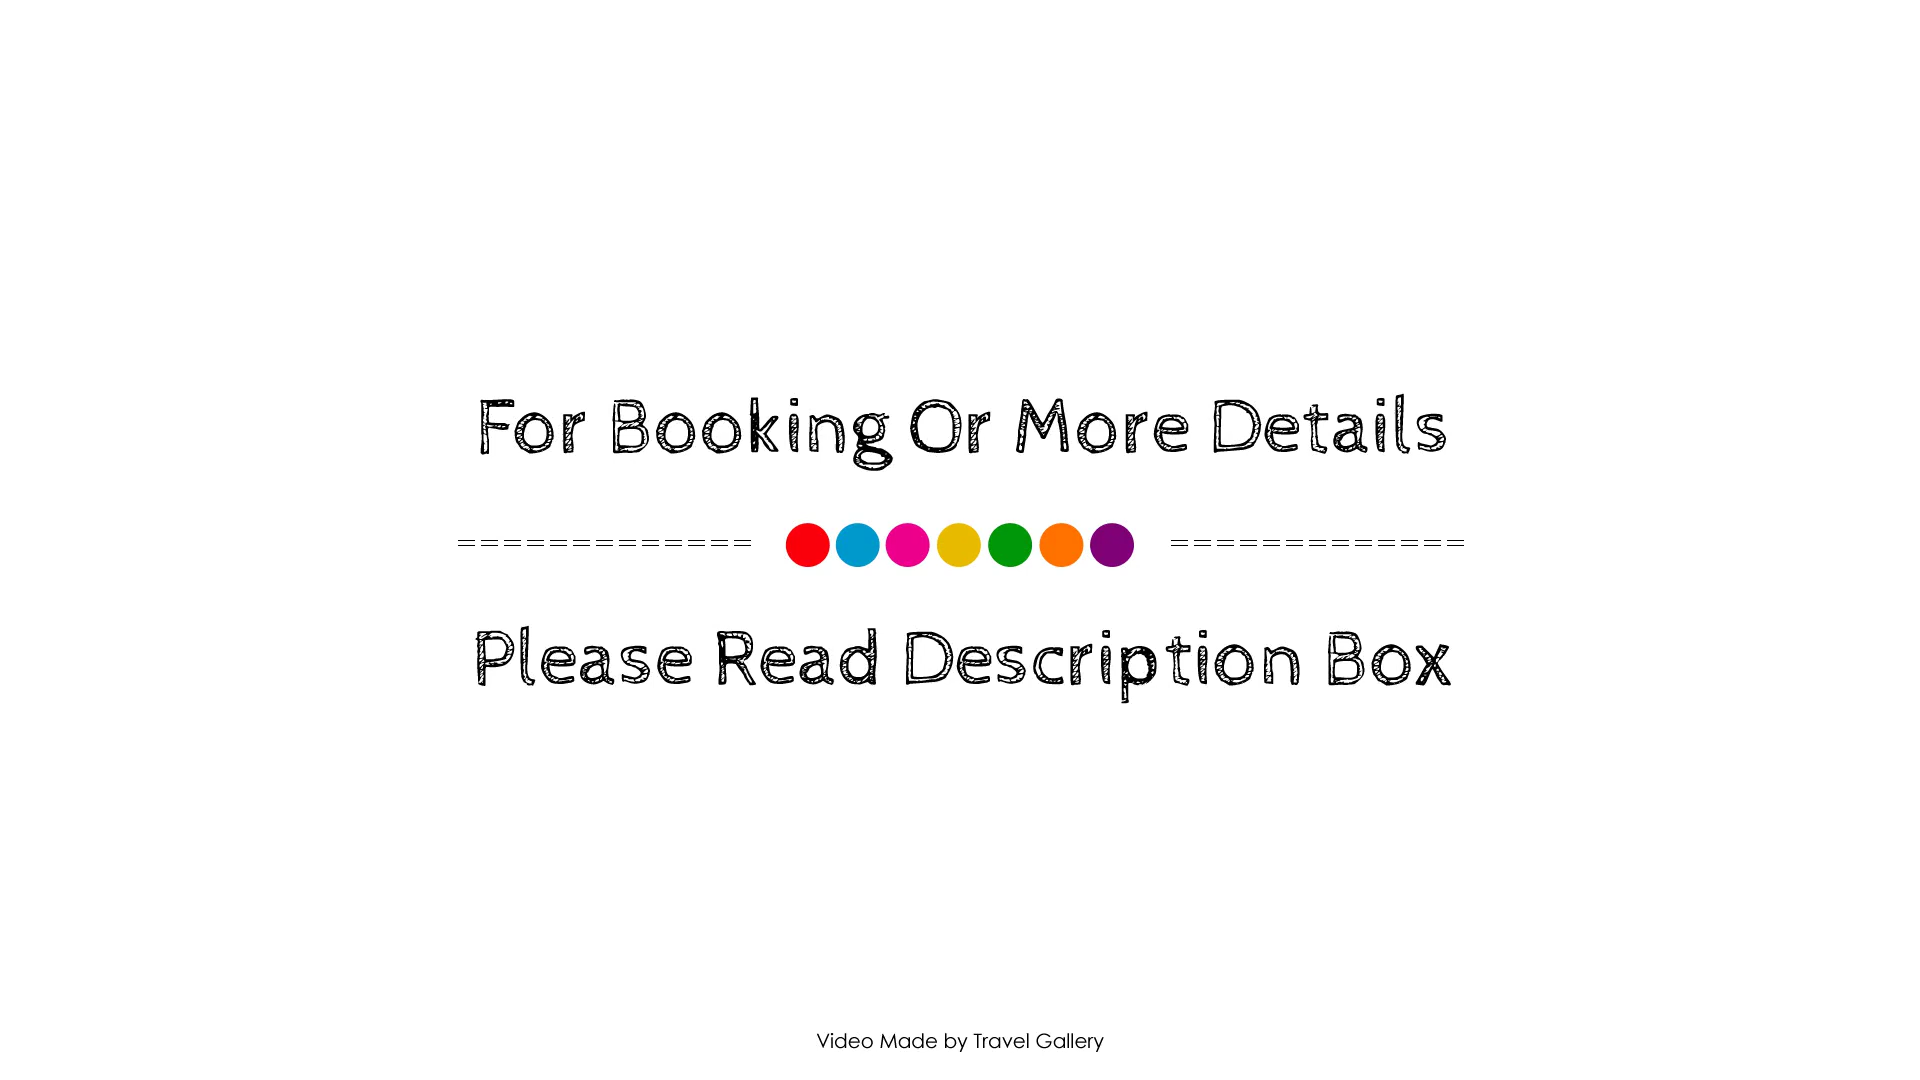 For Booking Or More Details
============= =============
Please Read Description Box
Video Made by Travel Gallery